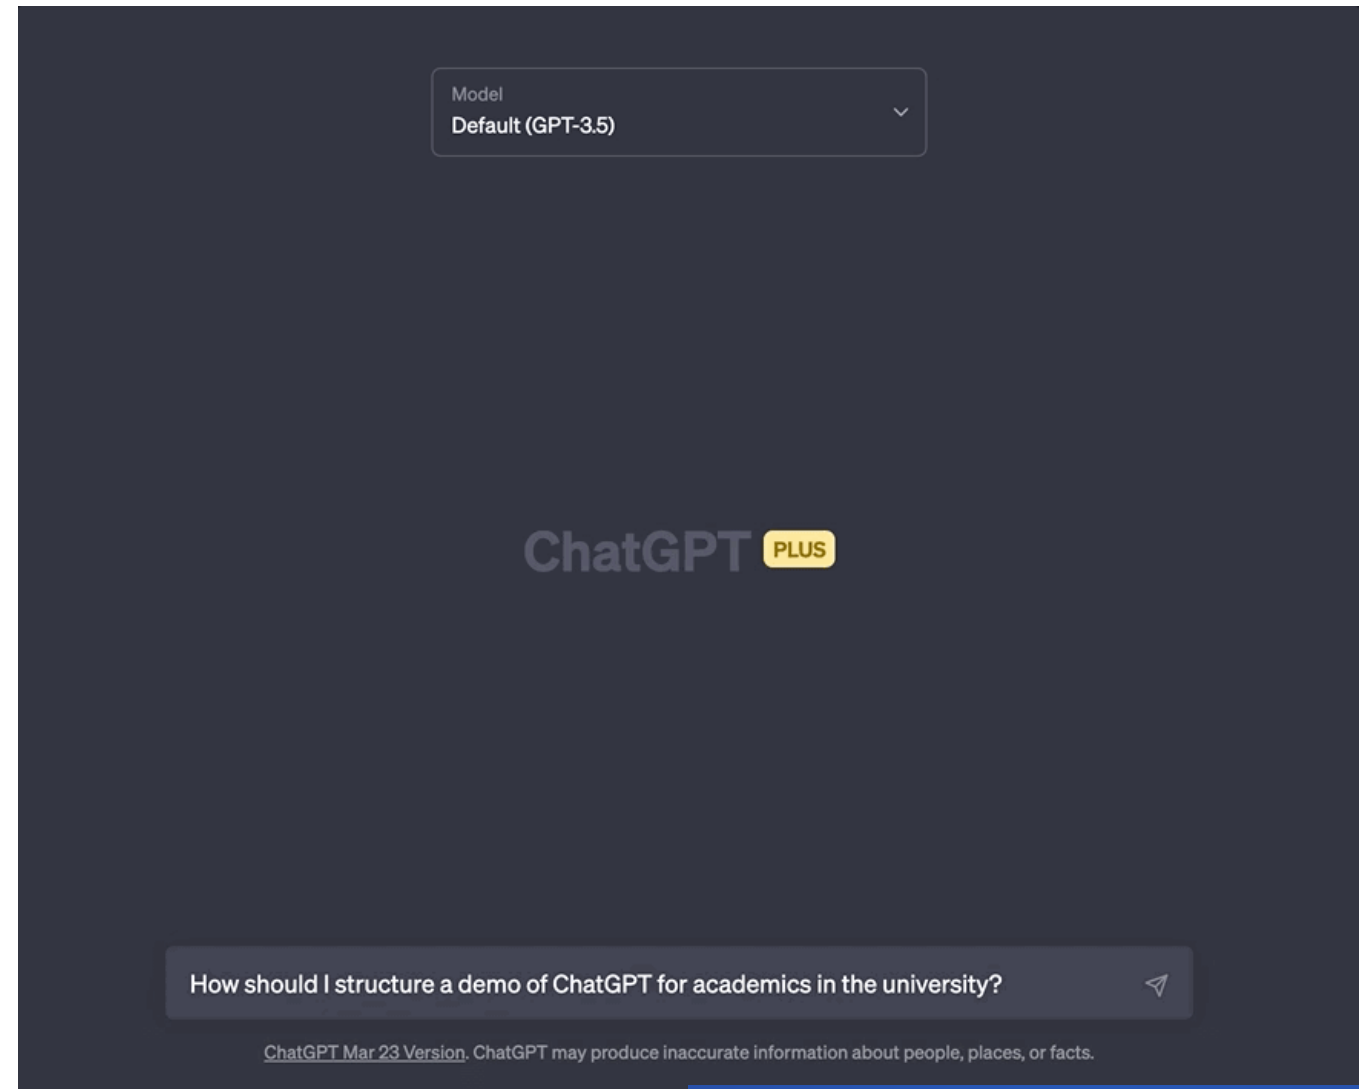 Model
Default (GPT-3.5)
ChatGPT PLUS
How should I structure a demo of ChatGPT for academics in the university?
ChatGPT Mar 23 Version. ChatGPT may produce inaccurate information about people, places, or facts.